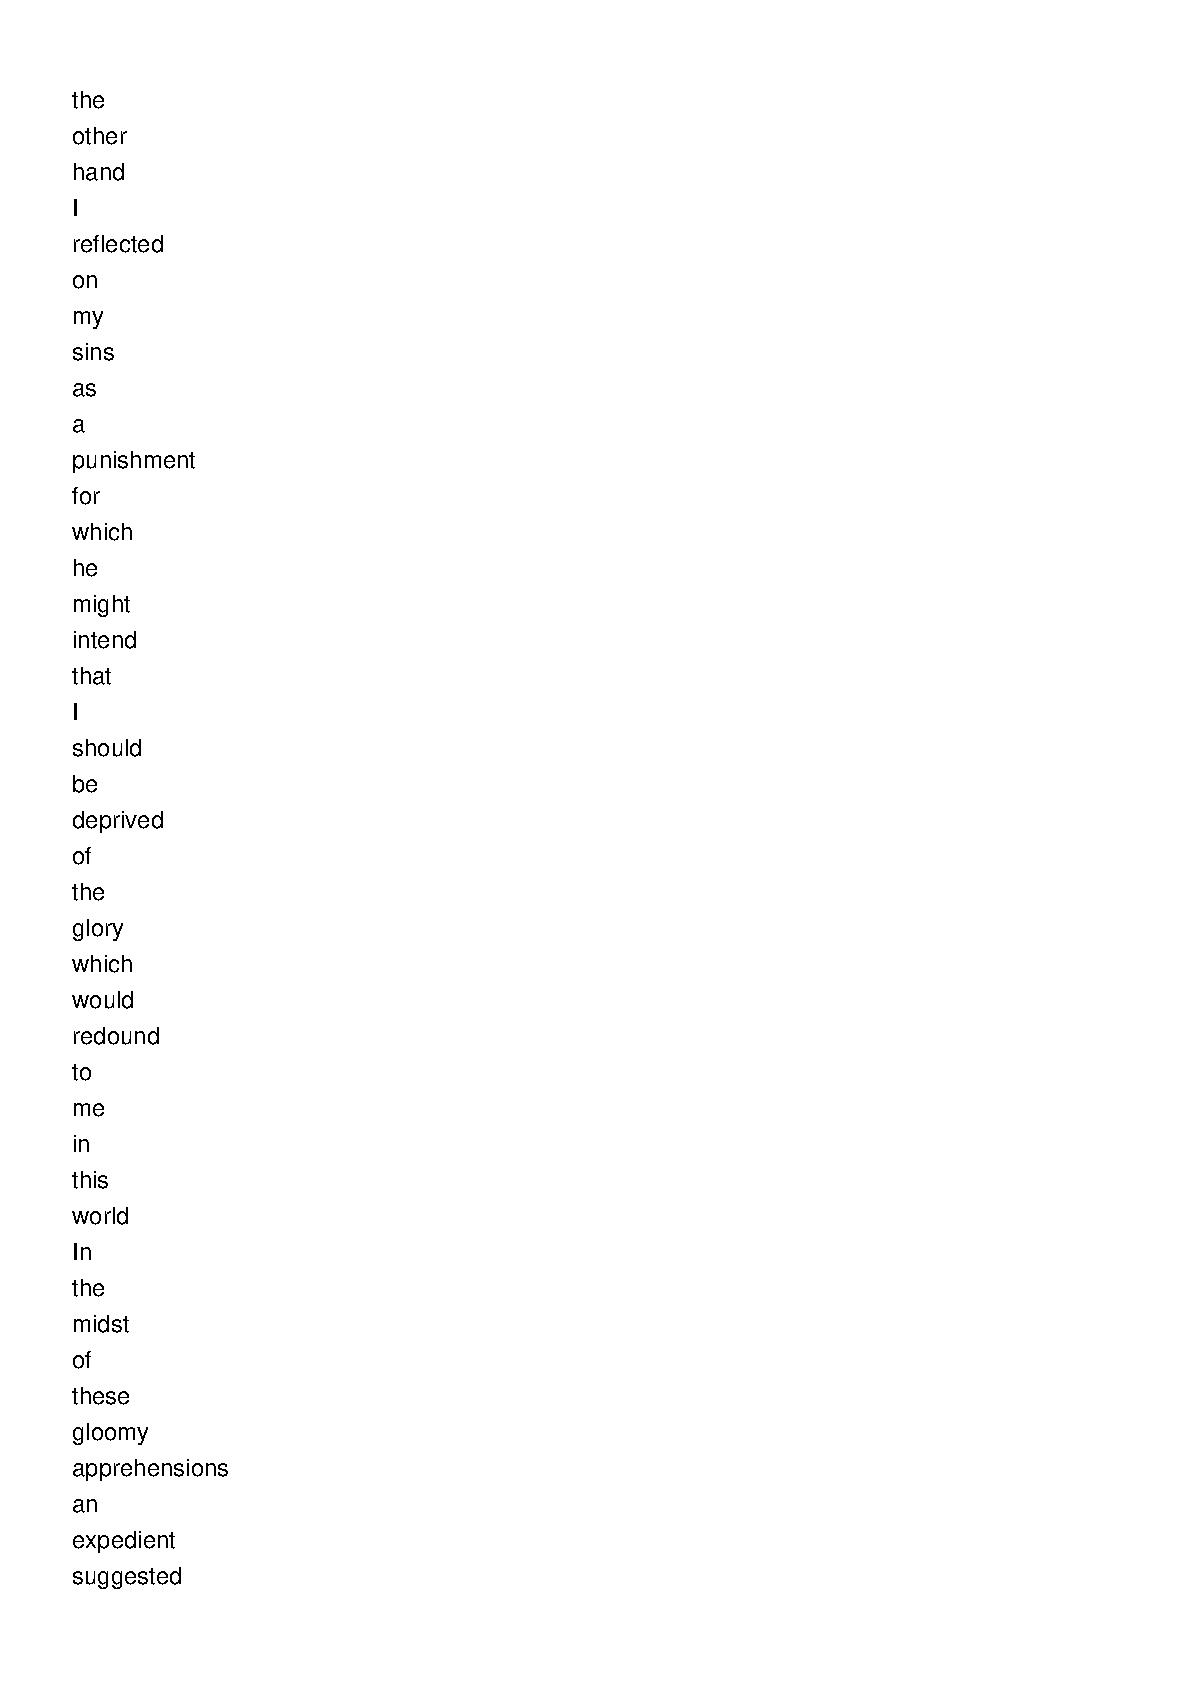 the
other
hand
I
reflected
on
my
sins
as
a
punishment
for
which
he
might
intend
that
I
should
be
deprived
of
the
glory
which
would
redound
to
me
in
this
world
In
the
midst
of
these
gloomy
apprehensions
an
expedient
suggested